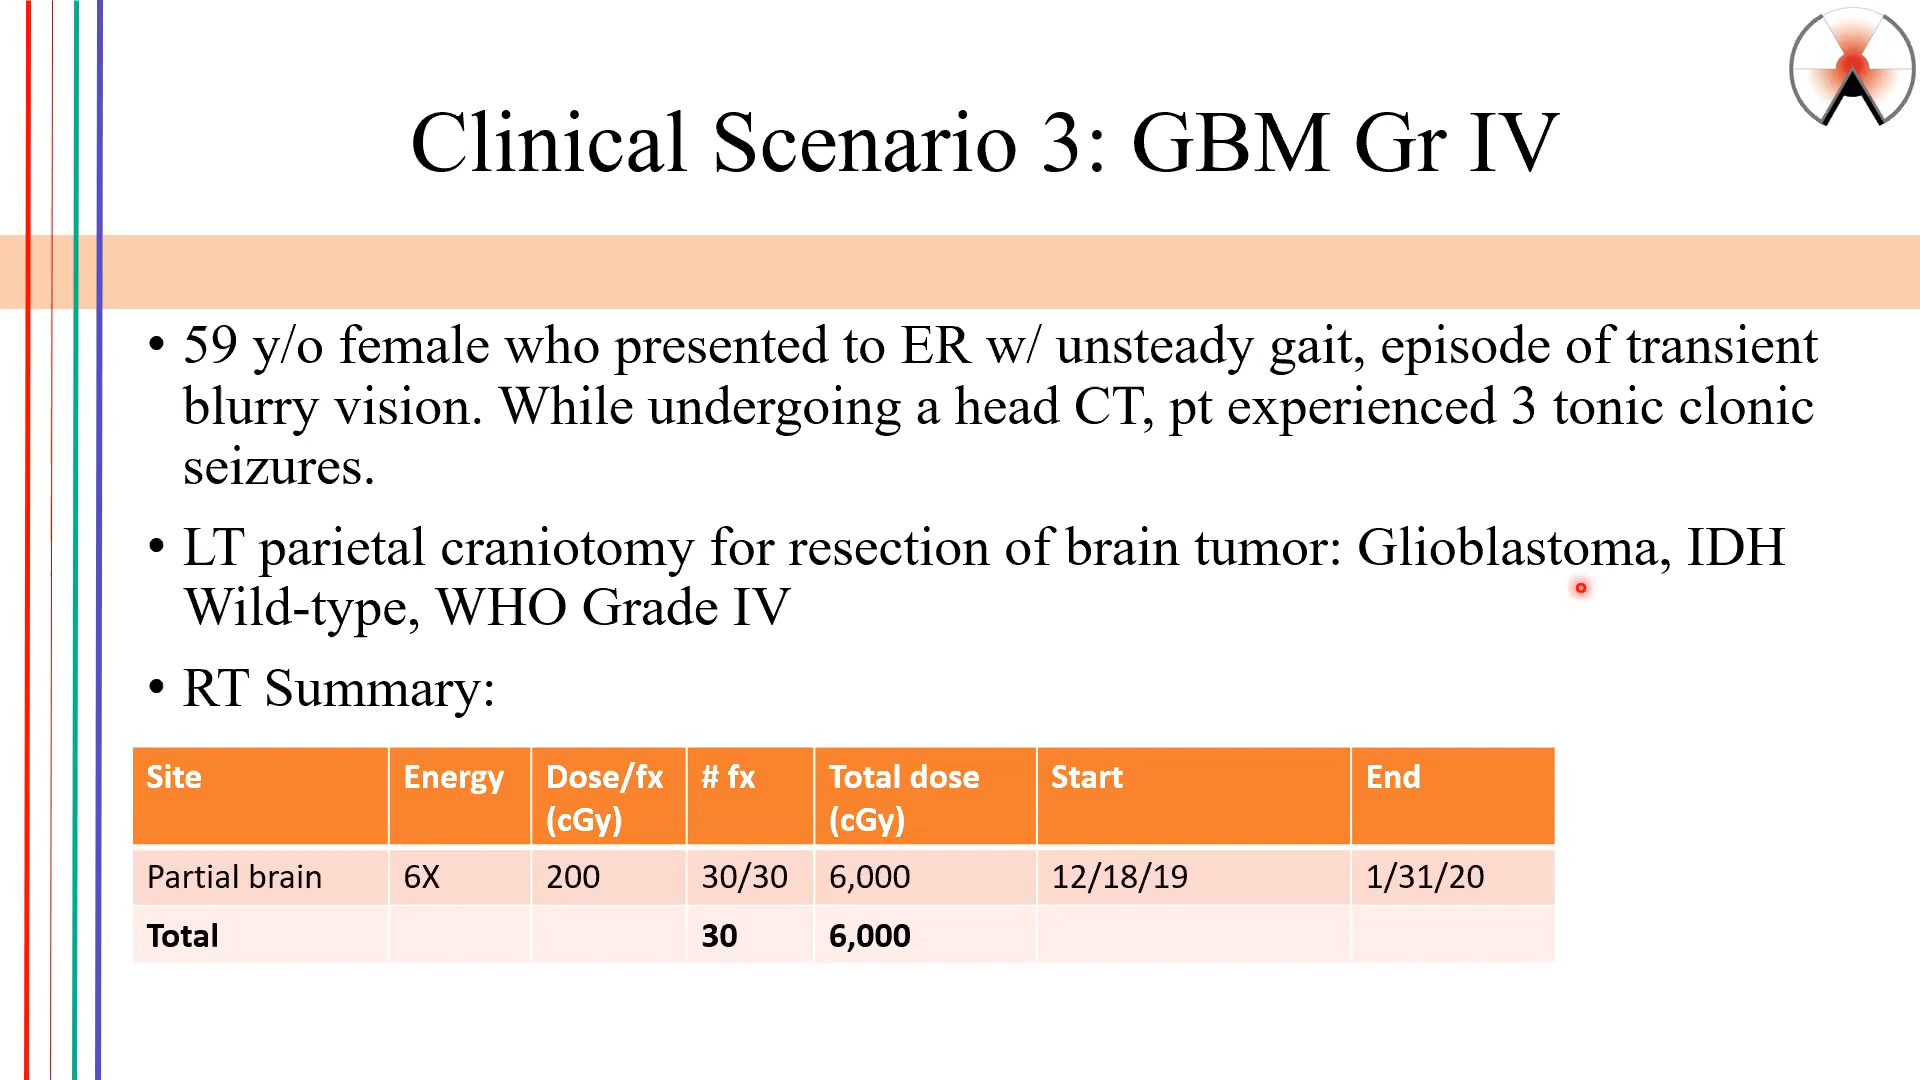 Clinical Scenario 3: GBM Gr IV
• 59 y/o female who presented to ER w/ unsteady gait, episode of transient
blurry vision. While undergoing a head CT, pt experienced 3 tonic clonic
seizures.
• LT parietal craniotomy for resection of brain tumor: Glioblastoma, IDH
Wild-type, WHO Grade IV
• RT Summary:
Site Energy Dose/fx (cGy) # fx Total dose (cGy) Start End
Partial brain 6X 200 30/30 6,000 12/18/19 1/31/20
Total 30 6,000